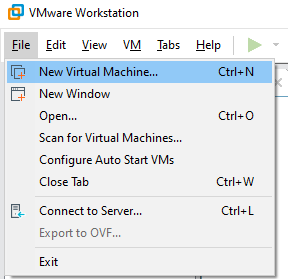 VMware Workstation
File Edit View VM Tabs Help
New Virtual Machine... Ctrl+N
New Window
Open... Ctrl+O
Scan for Virtual Machines...
Configure Auto Start VMs
Close Tab Ctrl+W
Connect to Server... Ctrl+L
Export to OVF...
Exit